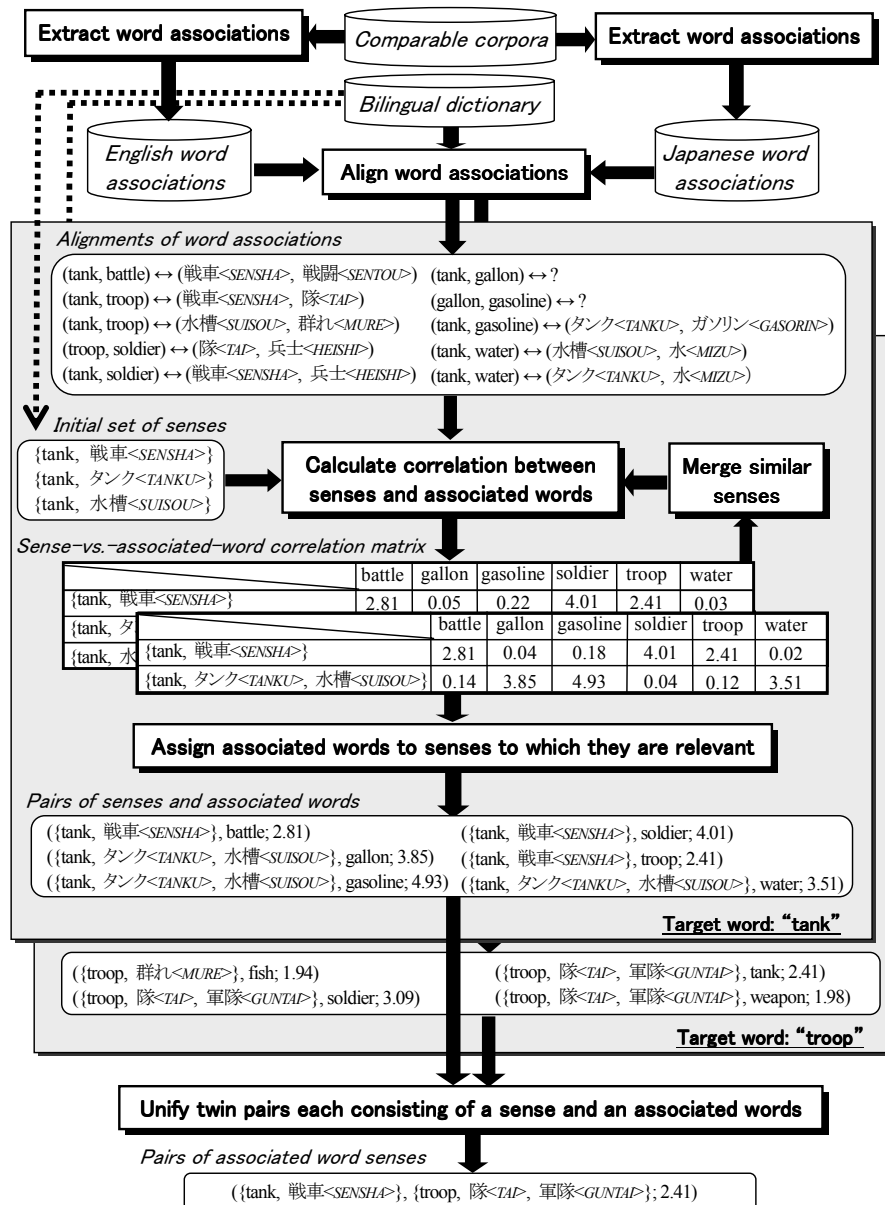 Extract word associations
Comparable corpora
Extract word associations
Bilingual dictionary
English word
associations
Align word associations
Japanese word
associations
Alignments of word associations
(tank, battle) ↔ (戦車<SENSHA>, 戦闘<SENTOU>)
(tank, troop) ↔ (戦車<SENSHA>, 隊<TAI>)
(tank, troop) ↔ (水槽<SUISOU>, 群れ<MURE>)
(troop, soldier) ↔ (隊<TAI>, 兵士<HEISHI>)
(tank, soldier) ↔ (戦車<SENSHA>, 兵士<HEISHI>)
(tank, gallon) ↔ ?
(gallon, gasoline) ↔ ?
(tank, gasoline) ↔ (タンク<TANKU>, ガソリン<GASORIN>)
(tank, water) ↔ (水槽<SUISOU>, 水<MIZU>)
(tank, water) ↔ (タンク<TANKU>, 水<MIZU>)
Initial set of senses
{tank, 戦車<SENSHA>}
{tank, タンク<TANKU>}
{tank, 水槽<SUISOU>}
Calculate correlation between
senses and associated words
Merge similar
senses
Sense-vs.-associated-word correlation matrix
battle gallon gasoline soldier troop water
{tank, 戦車<SENSHA>} 2.81 0.05 0.22 4.01 2.41 0.03
{tank, タ
{tank, 水
battle gallon gasoline soldier troop water
{tank, 戦車<SENSHA>} 2.81 0.04 0.18 4.01 2.41 0.02
{tank, タンク<TANKU>, 水槽<SUISOU>} 0.14 3.85 4.93 0.04 0.12 3.51
Assign associated words to senses to which they are relevant
Pairs of senses and associated words
({tank, 戦車<SENSHA>}, battle; 2.81)
({tank, タンク<TANKU>, 水槽<SUISOU>}, gallon; 3.85)
({tank, タンク<TANKU>, 水槽<SUISOU>}, gasoline; 4.93)
({tank, 戦車<SENSHA>}, soldier; 4.01)
({tank, 戦車<SENSHA>}, troop; 2.41)
({tank, タンク<TANKU>, 水槽<SUISOU>}, water; 3.51)
Target word: “tank”
({troop, 群れ<MURE>}, fish; 1.94)
({troop, 隊<TAI>, 軍隊<GUNTAI>}, soldier; 3.09)
({troop, 隊<TAI>, 軍隊<GUNTAI>}, tank; 2.41)
({troop, 隊<TAI>, 軍隊<GUNTAI>}, weapon; 1.98)
Target word: “troop”
Unify twin pairs each consisting of a sense and an associated words
Pairs of associated word senses
({tank, 戦車<SENSHA>}, {troop, 隊<TAI>, 軍隊<GUNTAI>}; 2.41)